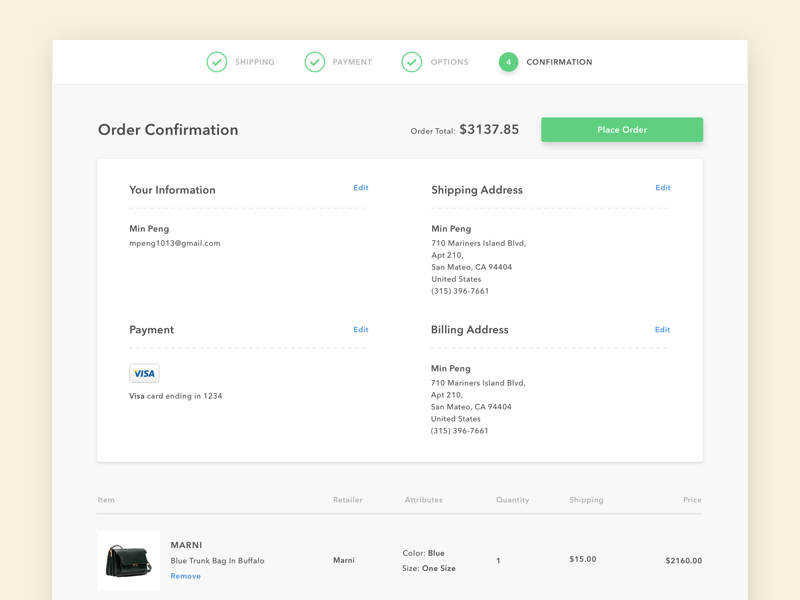 SHIPPING PAYMENT OPTIONS 4 CONFIRMATION
Order Confirmation Order Total: $3137.85 Place Order
Your Information Edit
Min Peng
mpeng1013@gmail.com
Shipping Address Edit
Min Peng
710 Mariners Island Blvd,
Apt 210,
San Mateo, CA 94404
United States
(315) 396-7661
Payment Edit
VISA
Visa card ending in 1234
Billing Address Edit
Min Peng
710 Mariners Island Blvd,
Apt 210,
San Mateo, CA 94404
United States
(315) 396-7661
Item Retailer Attributes Quantity Shipping Price
MARNI
Blue Trunk Bag In Buffalo
Remove
Marni
Color: Blue
Size: One Size
1
$15.00
$2160.00